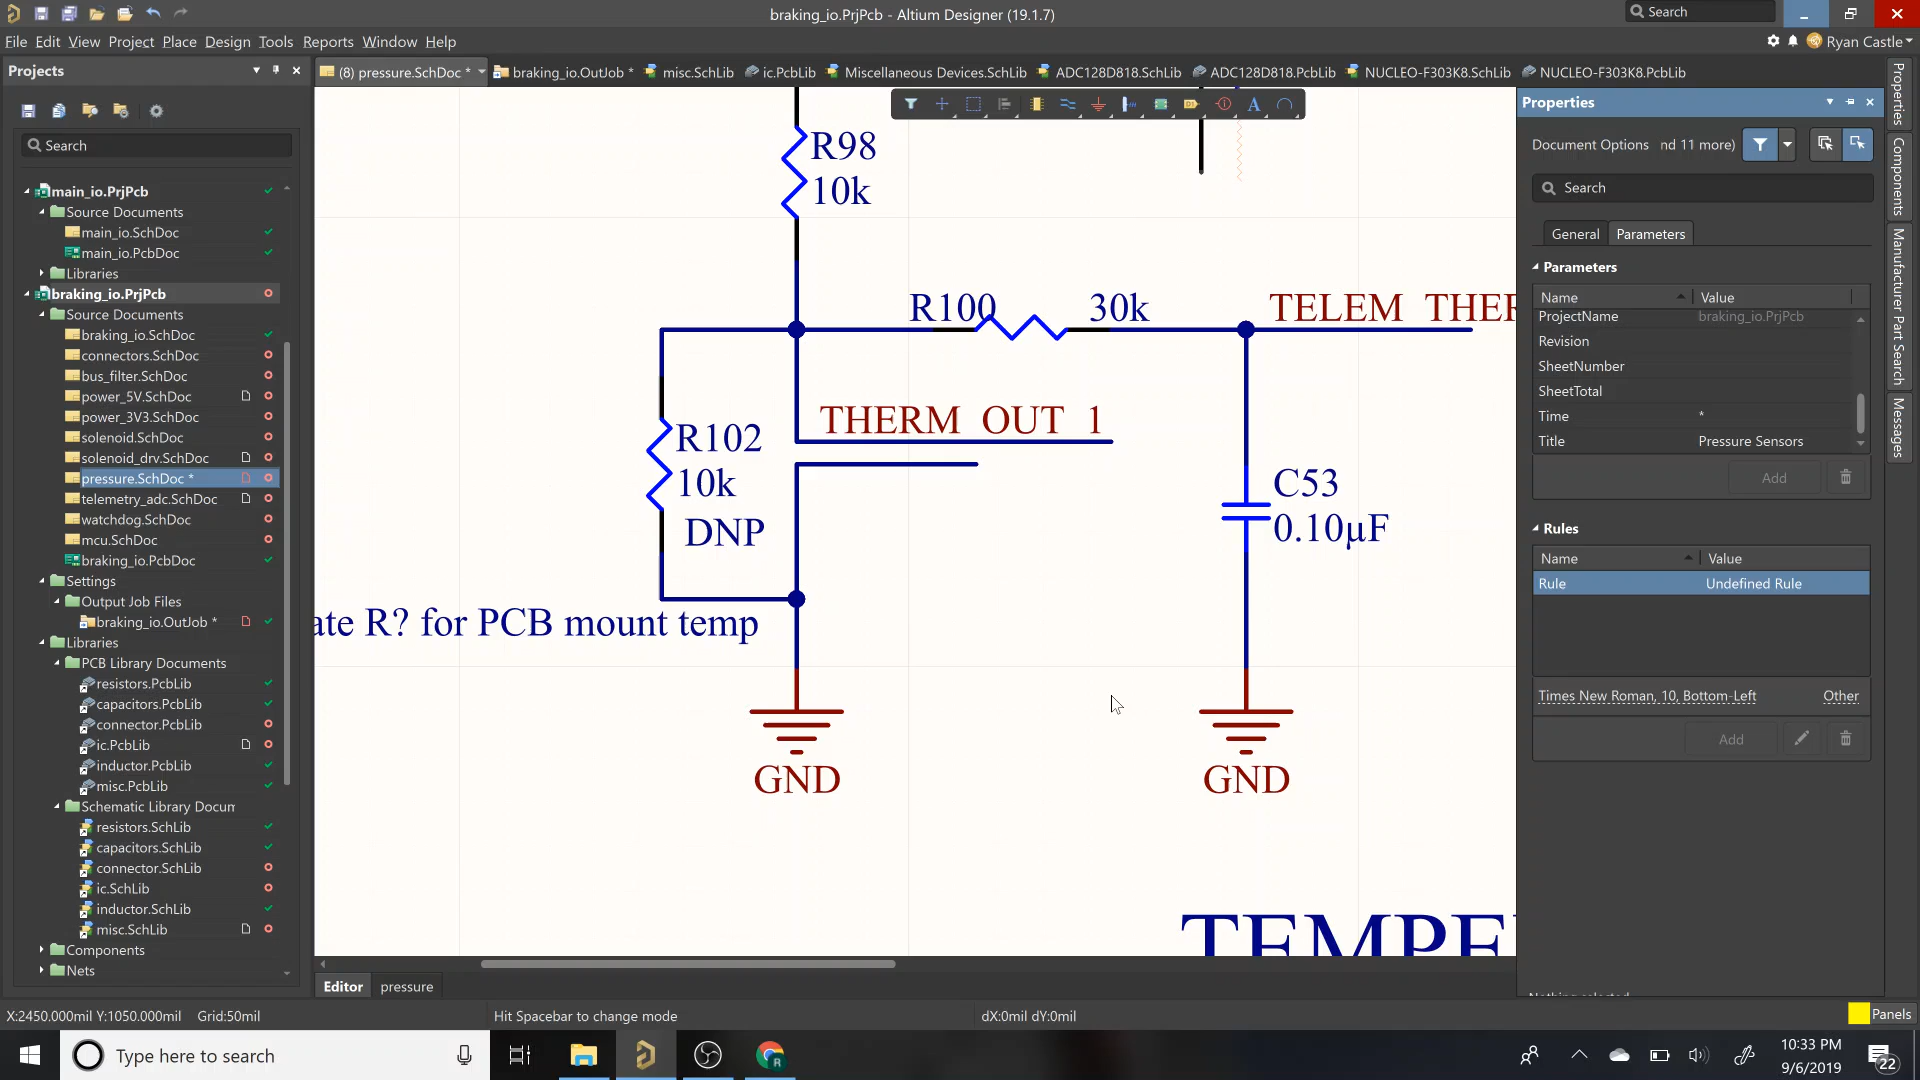 braking_io.PrjPcb - Altium Designer (19.1.7)
Search
File Edit View Project Place Design Tools Reports Window Help
Ryan Castle
Projects
(8) pressure.SchDoc *
braking_io.OutJob *
misc.SchLib
ic.PcbLib
Miscellaneous Devices.SchLib
ADC128D818.SchLib
ADC128D818.PcbLib
NUCLEO-F303K8.SchLib
NUCLEO-F303K8.PcbLib
Search
main_io.PrjPcb
Source Documents
main_io.SchDoc
main_io.PcbDoc
Libraries
braking_io.PrjPcb
Source Documents
braking_io.SchDoc
connectors.SchDoc
bus_filter.SchDoc
power_5V.SchDoc
power_3V3.SchDoc
solenoid.SchDoc
solenoid_drv.SchDoc
pressure.SchDoc *
telemetry_adc.SchDoc
watchdog.SchDoc
mcu.SchDoc
braking_io.PcbDoc
Settings
Output Job Files
braking_io.OutJob *
Libraries
PCB Library Documents
resistors.PcbLib
capacitors.PcbLib
connector.PcbLib
ic.PcbLib
inductor.PcbLib
misc.PcbLib
Schematic Library Docum
resistors.SchLib
capacitors.SchLib
connector.SchLib
ic.SchLib
inductor.SchLib
misc.SchLib
Components
Nets
R98
10k
R100
30k
TELEM_THER
THERM_OUT_1
R102
10k
DNP
C53
0.10µF
ate R? for PCB mount temp
GND
GND
TEMPE
Editor
pressure
Properties
Document Options
nd 11 more)
Search
General
Parameters
Parameters
Name
Value
ProjectName
braking_io.PrjPcb
Revision
SheetNumber
SheetTotal
Time
*
Title
Pressure Sensors
Add
Rules
Name
Value
Rule
Undefined Rule
Times New Roman, 10, Bottom-Left
Other
Add
Properties
Components
Manufacturer Part Search
Messages
X:2450.000mil Y:1050.000mil
Grid:50mil
Hit Spacebar to change mode
dX:0mil dY:0mil
Panels
Type here to search
10:33 PM
9/6/2019
22